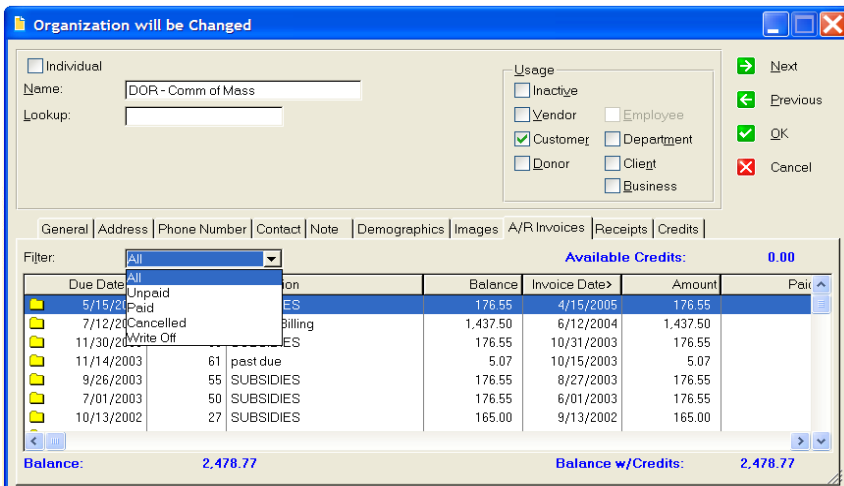 Organization will be Changed
Individual
Name: DOR - Comm of Mass
Lookup:
Usage
Inactive
Vendor Employee
Customer Department
Donor Client
Business
Next
Previous
OK
Cancel
General Address Phone Number Contact Note Demographics Images A/R Invoices Receipts Credits
Filter: All Available Credits: 0.00
All
Unpaid
Paid
Cancelled
Write Off
Due Date Balance Invoice Date> Amount
176.55 4/15/2005 176.55
Billing 1,437.50 6/12/2004 1,437.50
176.55 10/31/2003 176.55
11/14/2003 61 past due 5.07 10/15/2003 5.07
9/26/2003 55 SUBSIDIES 176.55 8/27/2003 176.55
7/01/2003 50 SUBSIDIES 176.55 6/01/2003 176.55
10/13/2002 27 SUBSIDIES 165.00 9/13/2002 165.00
Balance: 2,478.77 Balance w/Credits: 2,478.77